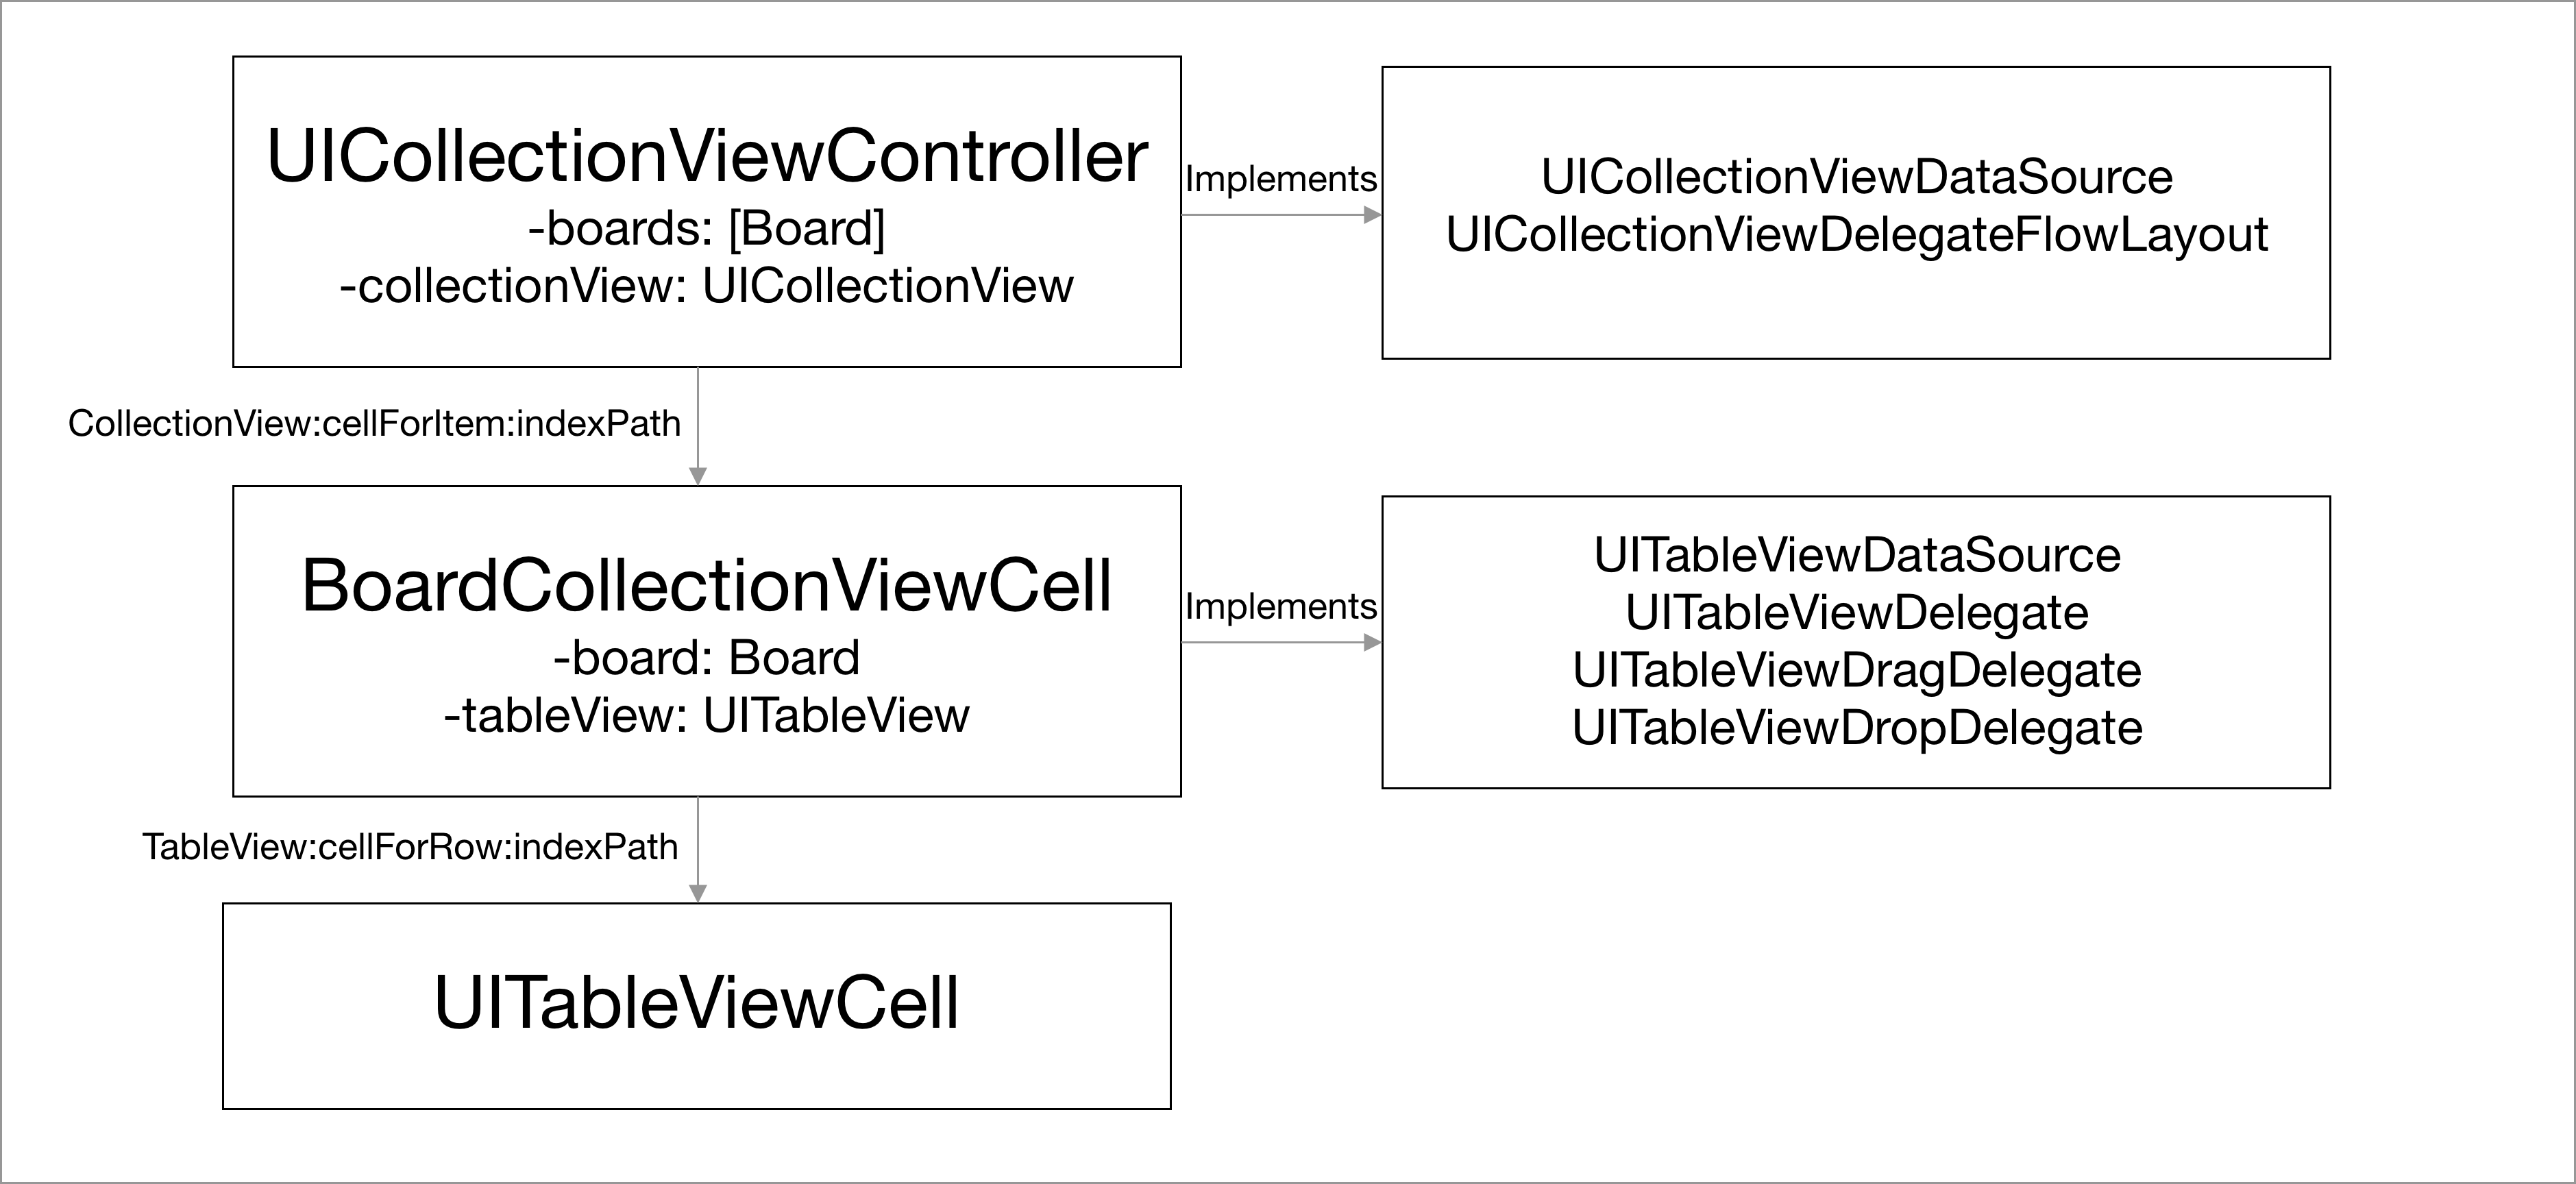 UICollectionViewController
-boards: [Board]
-collectionView: UICollectionView
Implements
UICollectionViewDataSource
UICollectionViewDelegateFlowLayout
CollectionView:cellForItem:indexPath
BoardCollectionViewCell
-board: Board
-tableView: UITableView
Implements
UITableViewDataSource
UITableViewDelegate
UITableViewDragDelegate
UITableViewDropDelegate
TableView:cellForRow:indexPath
UITableViewCell